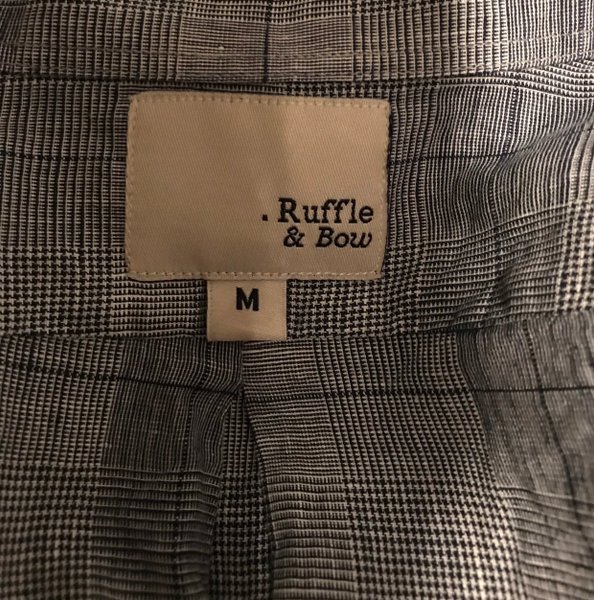 . Ruffle
& Bow
M